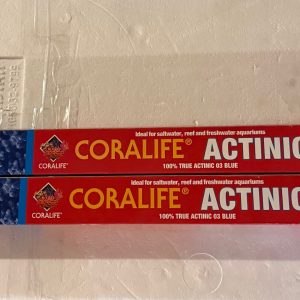 Ideal for saltwater, reef and freshwater aquariums
CORALIFE® ACTINIC
100% TRUE ACTINIC 03 BLUE
CORALIFE®
Ideal for saltwater, reef and freshwater aquariums
CORALIFE® ACTINIC
100% TRUE ACTINIC 03 BLUE
CORALIFE®